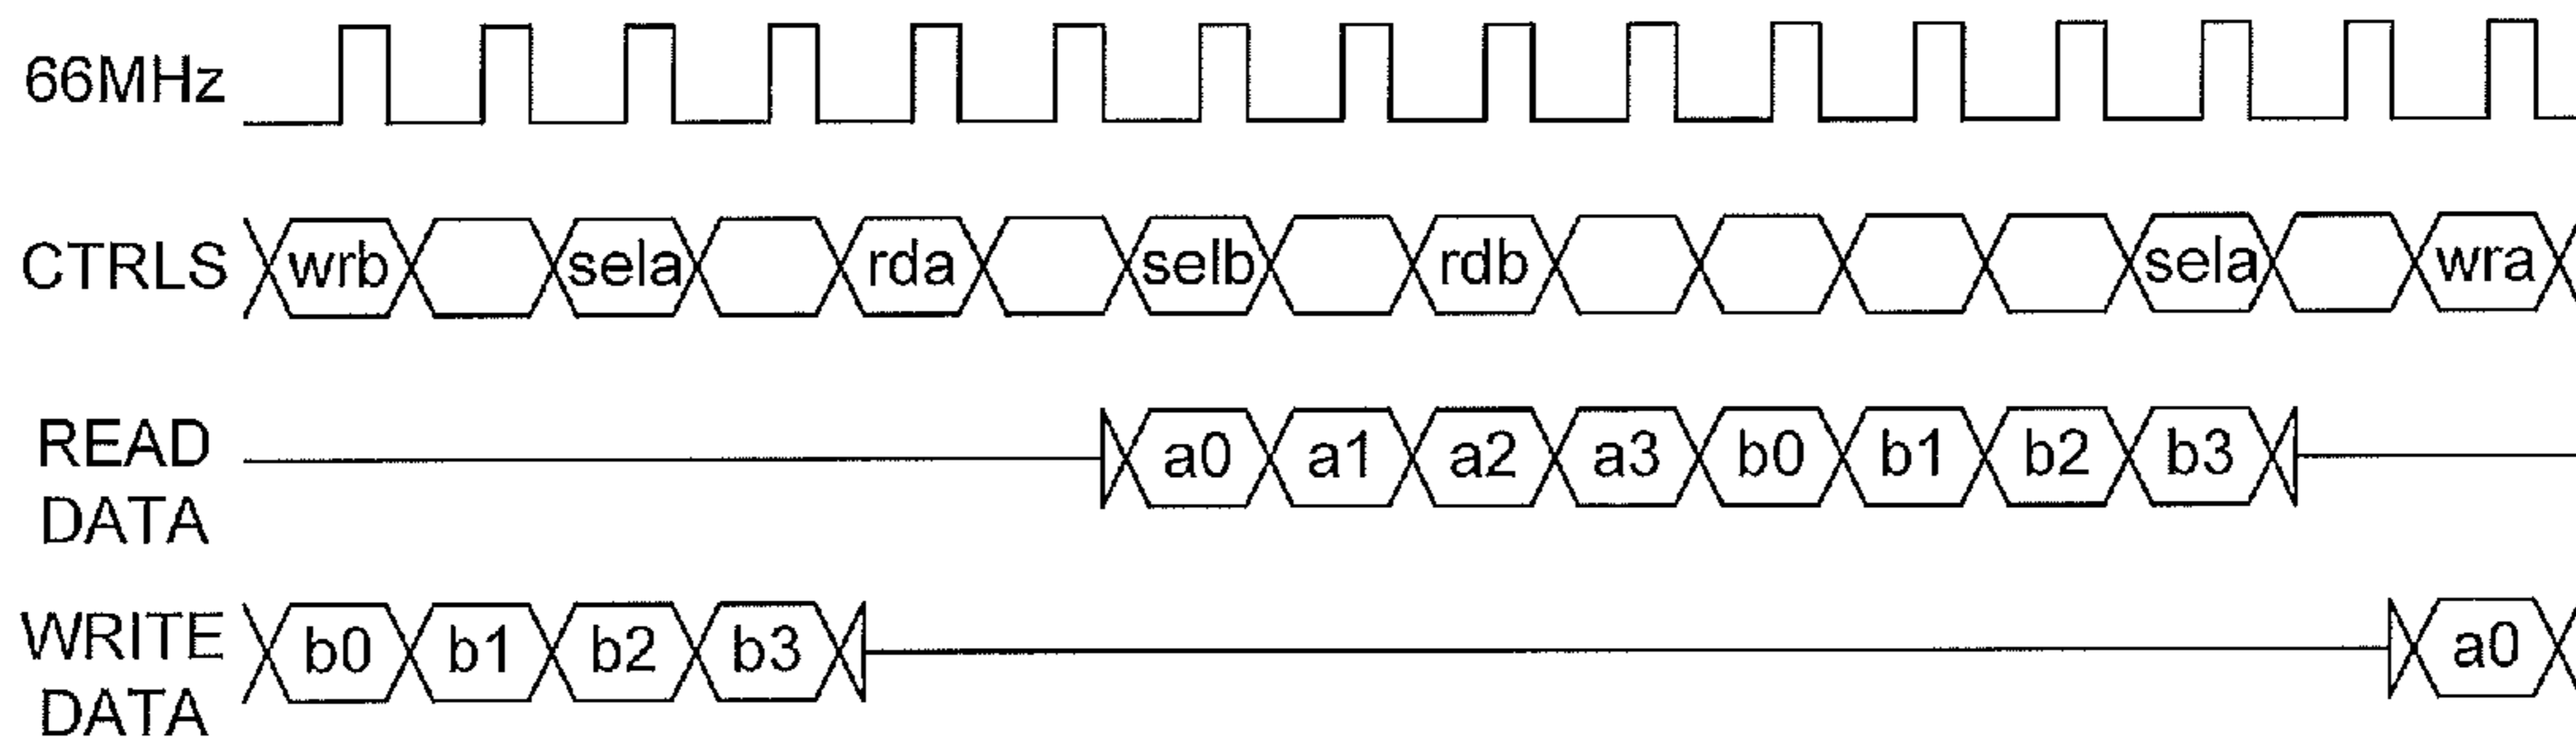 66MHz
CTRLS wrb sela rda selb rdb sela wra
READ
DATA
a0 a1 a2 a3 b0 b1 b2 b3
WRITE
DATA
b0 b1 b2 b3 a0